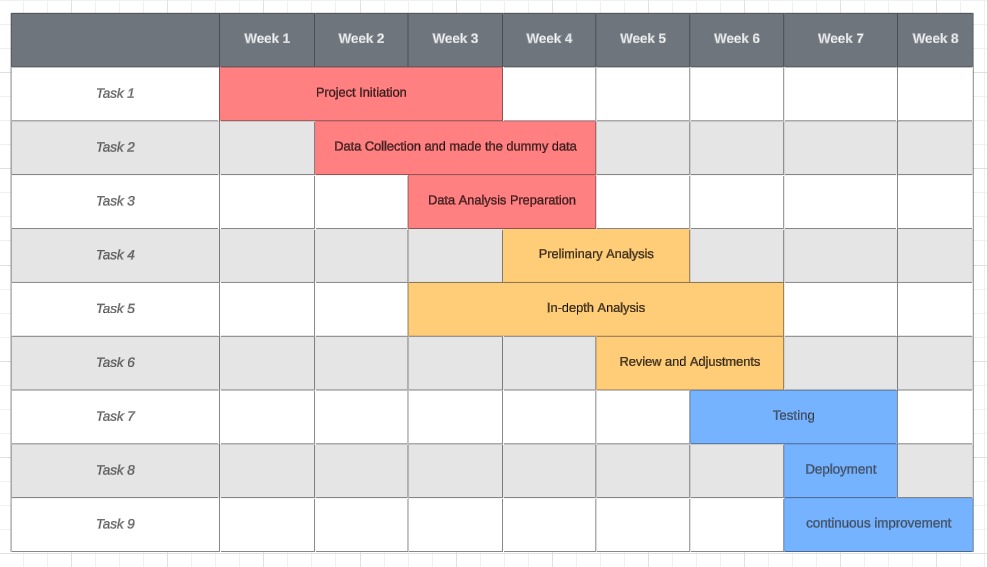 Week 1 Week 2 Week 3 Week 4 Week 5 Week 6 Week 7 Week 8
Task 1 Project Initiation
Task 2 Data Collection and made the dummy data
Task 3 Data Analysis Preparation
Task 4 Preliminary Analysis
Task 5 In-depth Analysis
Task 6 Review and Adjustments
Task 7 Testing
Task 8 Deployment
Task 9 continuous improvement